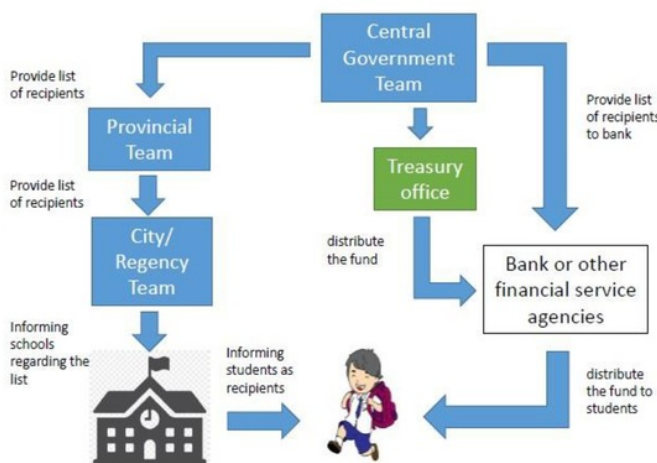 Central
Government
Team
Provide list
of recipients
Provincial
Team
Provide list
of recipients
to bank
Treasury
office
Provide list
of recipients
City/
Regency
Team
distribute
the fund
Bank or other
financial service
agencies
Informing
schools
regarding the
list
Informing
students as
recipients
distribute
the fund to
students